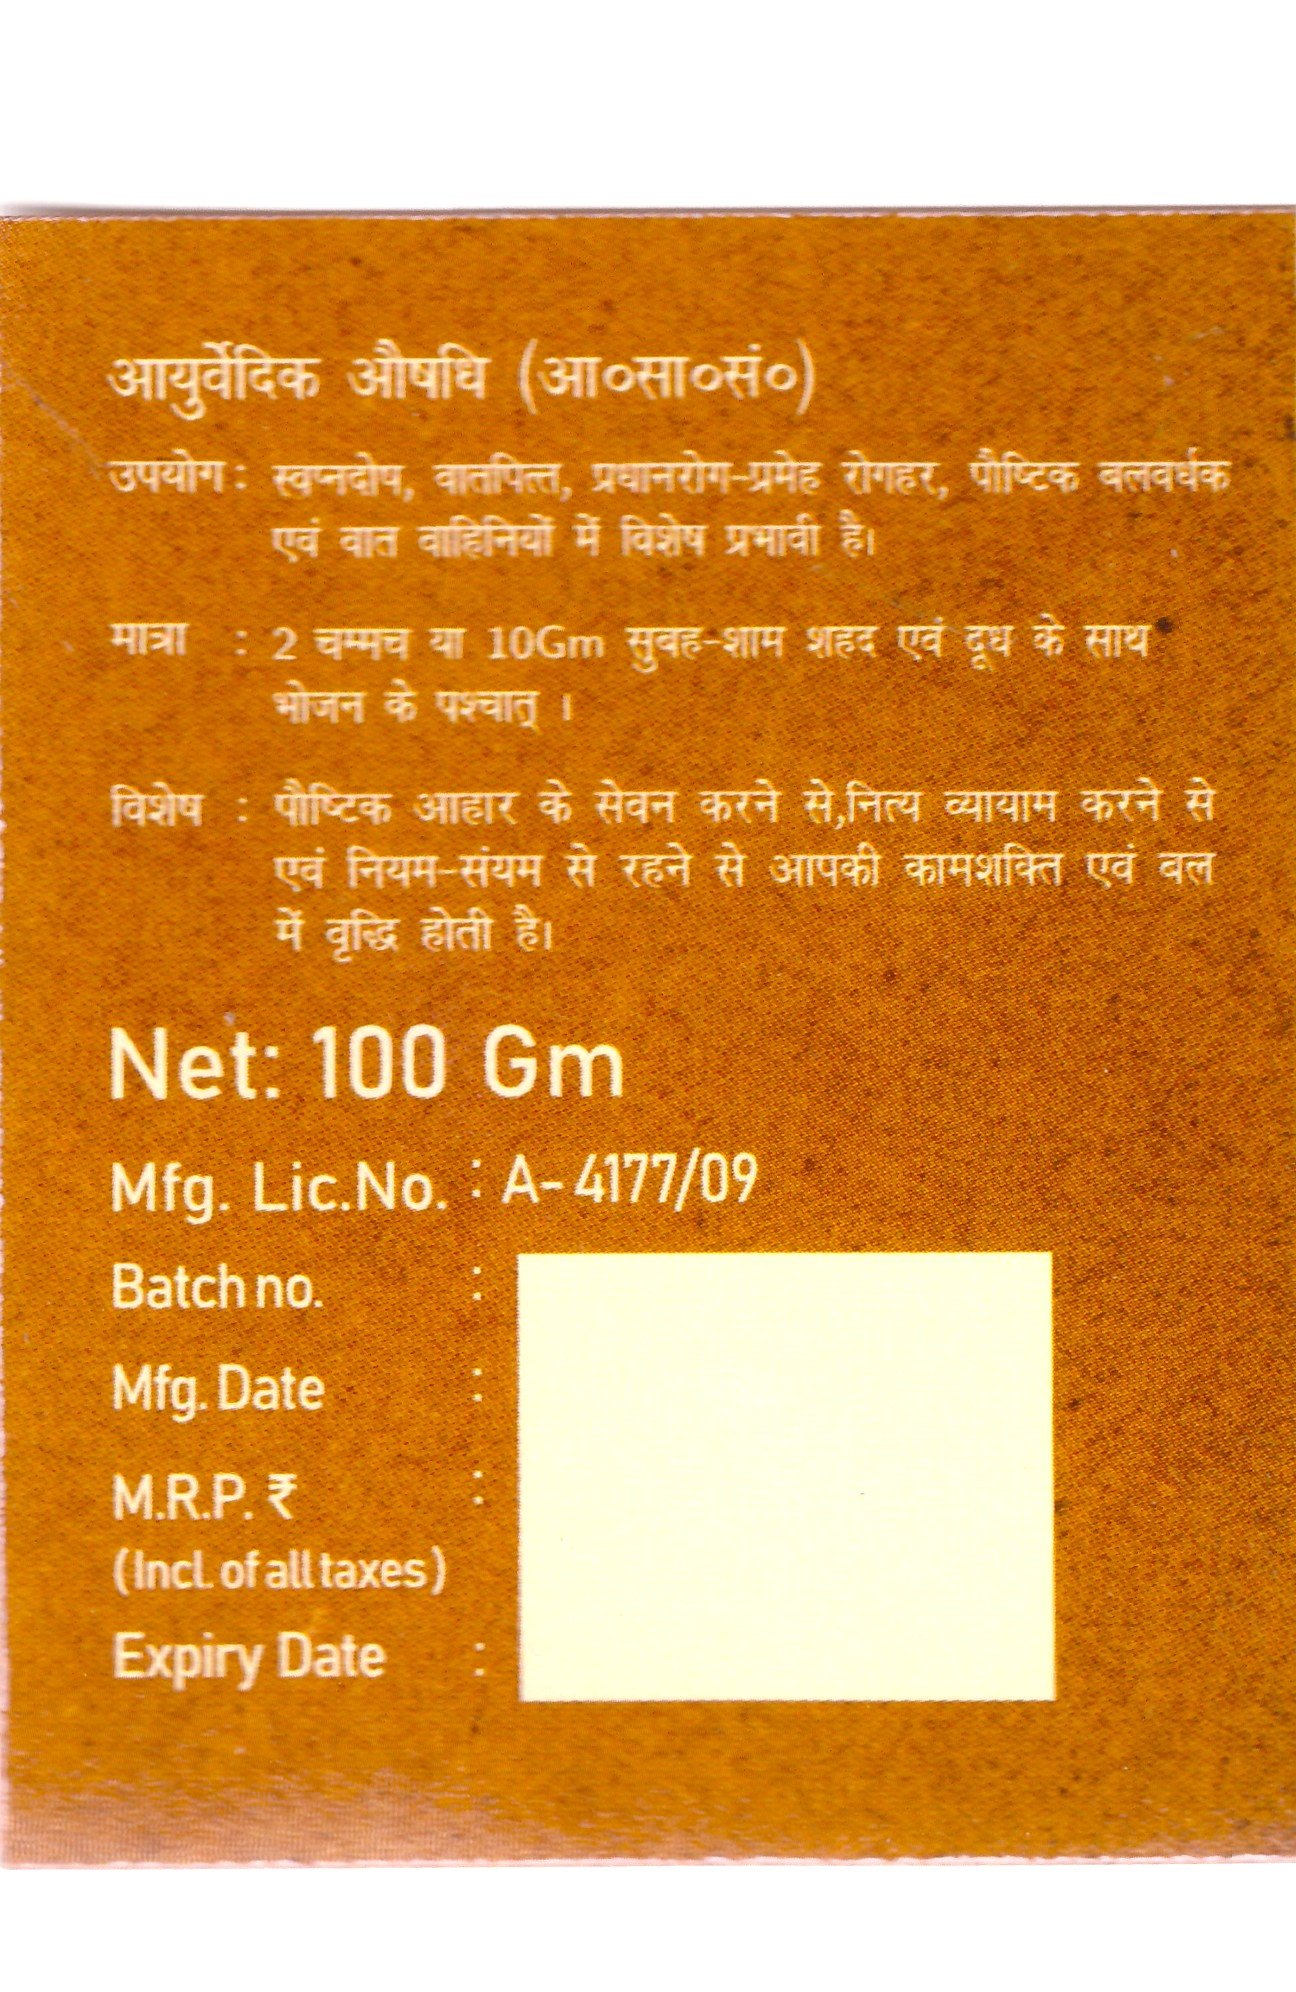 आयुर्वेदिक औषधि (आ०सा०सं०)
उपयोग : स्वप्नदोष, वातपित्त, प्रधानरोग-प्रमेह रोगहर, पौष्टिक बलवर्धक
एवं वात वाहिनियों में विशेष प्रभावी है।
मात्रा : 2 चम्मच या 10Gm सुवह-शाम शहद एवं दूध के साथ
भोजन के पश्चात् ।
विशेष : पौष्टिक आहार के सेवन करने से,नित्य व्यायाम करने से
एवं नियम-संयम से रहने से आपकी कामशक्ति एवं वल
में वृद्धि होती है।
Net: 100 Gm
Mfg. Lic.No. : A-4177/09
Batch no. :
Mfg. Date :
M.R.P. ₹ :
(Incl. of all taxes)
Expiry Date :